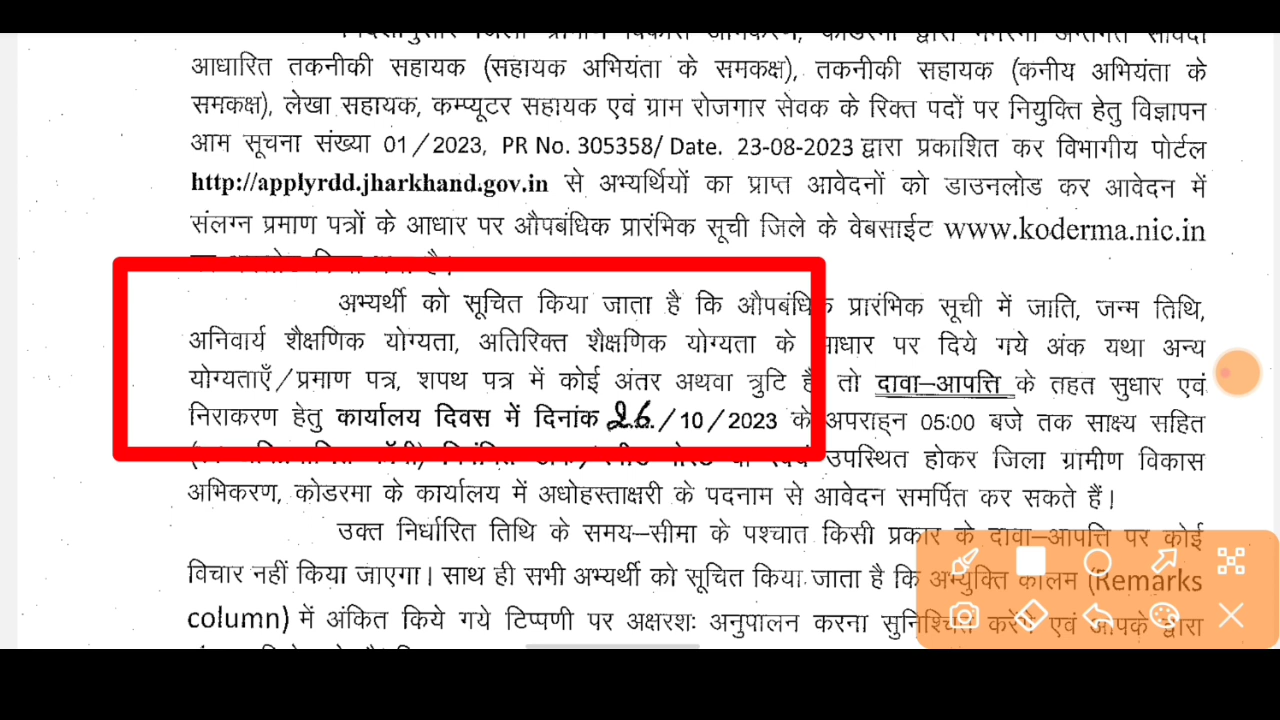 आधारित तकनीकी सहायक (सहायक अभियंता के समकक्ष), तकनीकी सहायक (कनीय अभियंता के
समकक्ष), लेखा सहायक, कम्प्यूटर सहायक एवं ग्राम रोजगार सेवक के रिक्त पदों पर नियुक्ति हेतु विज्ञापन
आम सूचना संख्या 01/2023, PR No. 305358/ Date. 23-08-2023 द्वारा प्रकाशित कर विभागीय पोर्टल
http://applyrdd.jharkhand.gov.in से अभ्यर्थियों का प्राप्त आवेदनों को डाउनलोड कर आवेदन में
संलग्न प्रमाण पत्रों के आधार पर औपबंधिक प्रारंभिक सूची जिले के वेबसाईट www.koderma.nic.in
अभ्यर्थी को सूचित किया जाता है कि औपबंधिक प्रारंभिक सूची में जाति, जन्म तिथि,
अनिवार्य शैक्षणिक योग्यता, अतिरिक्त शैक्षणिक योग्यता के आधार पर दिये गये अंक यथा अन्य
योग्यताएँ/प्रमाण पत्र, शपथ पत्र में कोई अंतर अथवा त्रुटि है तो दावा–आपत्ति के तहत सुधार एवं
निराकरण हेतु कार्यालय दिवस में दिनांक 26/10/2023 के अपराह्न 05:00 बजे तक साक्ष्य सहित
उपस्थित होकर जिला ग्रामीण विकास
अभिकरण, कोडरमा के कार्यालय में अधोहस्ताक्षरी के पदनाम से आवेदन समर्पित कर सकते हैं।
उक्त निर्धारित तिथि के समय–सीमा के पश्चात किसी प्रकार के दावा–आपत्ति पर कोई
विचार नहीं किया जाएगा। साथ ही सभी अभ्यर्थी को सूचित किया जाता है कि अभ्युक्ति कॉलम (Remarks
column) में अंकित किये गये टिप्पणी पर अक्षरशः अनुपालन करना सुनिश्चित करेंगे एवं आपके द्वारा